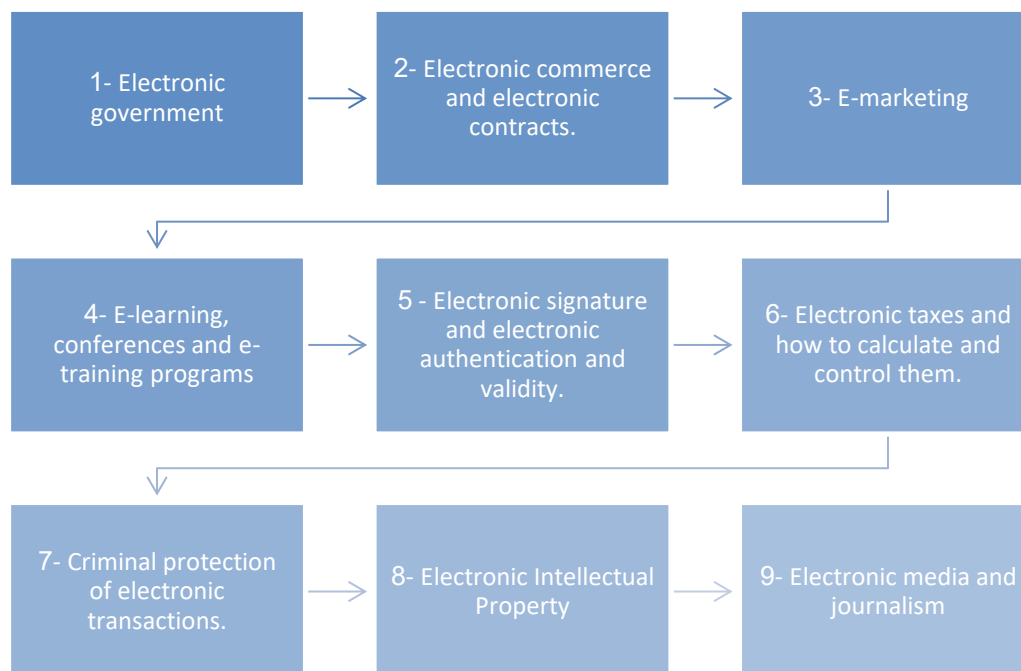 1- Electronic
government
2- Electronic commerce
and electronic
contracts.
3- E-marketing
4- E-learning,
conferences and e-
training programs
5 - Electronic signature
and electronic
authentication and
validity.
6- Electronic taxes and
how to calculate and
control them.
7- Criminal protection
of electronic
transactions.
8- Electronic Intellectual
Property
9- Electronic media and
journalism